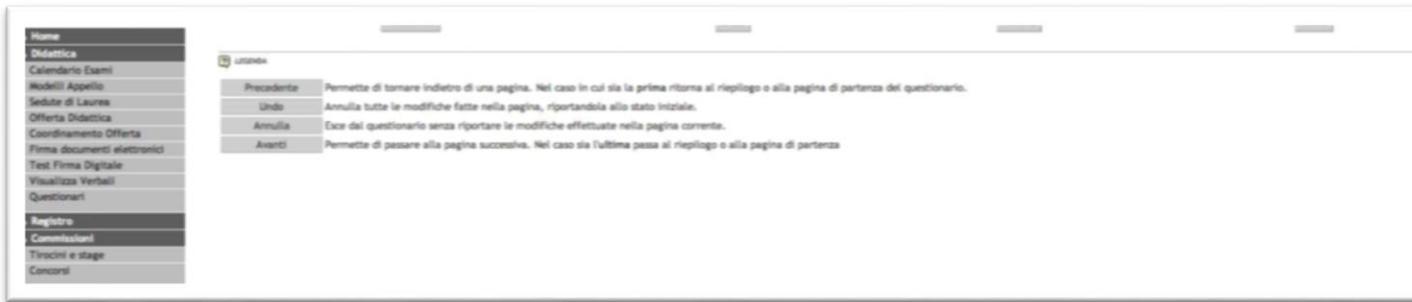 Home
Didattica
Calendario Esami
Modelli Appello
Sedute di Laurea
Offerta Didattica
Coordinamento Offerta
Firma documenti elettronici
Test Firma Digitale
Visualizza Verbali
Questionari
Registro
Commissioni
Tirocini e stage
Concorsi
LEGENDA
Precedente Permette di tornare indietro di una pagina. Nel caso in cui sia la prima ritorna al riepilogo o alla pagina di partenza del questionario.
Undo Annulla tutte le modifiche fatte nella pagina, riportandola allo stato iniziale.
Annulla Esce dal questionario senza riportare le modifiche effettuate nella pagina corrente.
Avanti Permette di passare alla pagina successiva. Nel caso sia l'ultima passa al riepilogo o alla pagina di partenza